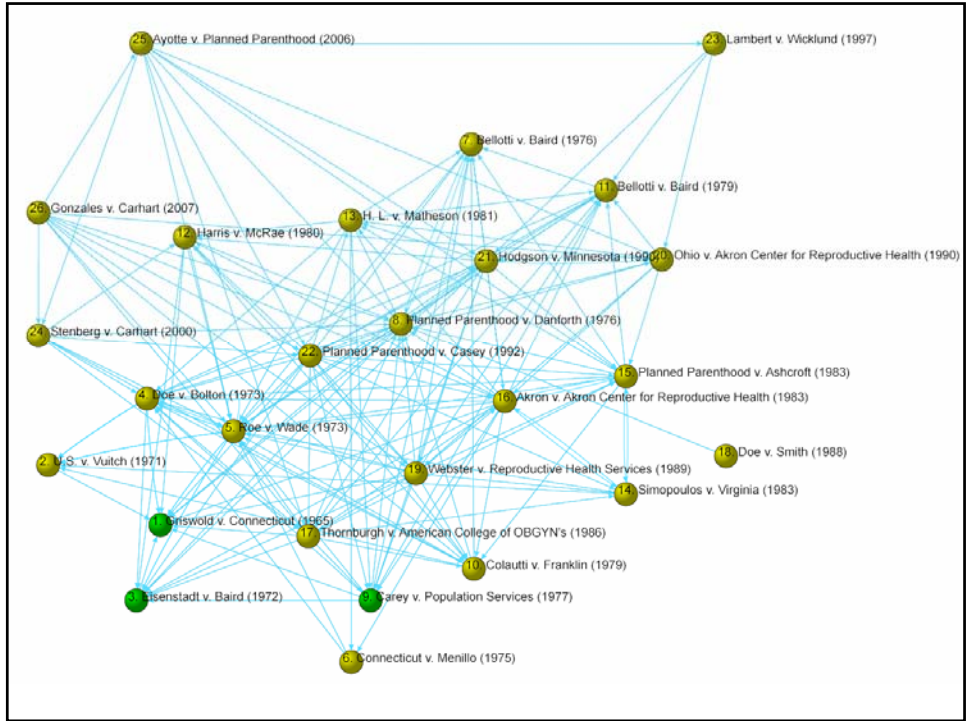 25. Ayotte v. Planned Parenthood (2006)
23. Lambert v. Wicklund (1997)
7. Bellotti v. Baird (1976)
11. Bellotti v. Baird (1979)
26. Gonzales v. Carhart (2007)
13. H. L. v. Matheson (1981)
12. Harris v. McRae (1980)
21. Hodgson v. Minnesota (1990)
20. Ohio v. Akron Center for Reproductive Health (1990)
8. Planned Parenthood v. Danforth (1976)
24. Stenberg v. Carhart (2000)
22. Planned Parenthood v. Casey (1992)
15. Planned Parenthood v. Ashcroft (1983)
4. Doe v. Bolton (1973)
16. Akron v. Akron Center for Reproductive Health (1983)
5. Roe v. Wade (1973)
18. Doe v. Smith (1988)
2. U.S. v. Vuitch (1971)
19. Webster v. Reproductive Health Services (1989)
14. Simopoulos v. Virginia (1983)
1. Griswold v. Connecticut (1965)
17. Thornburgh v. American College of OBGYN's (1986)
10. Colautti v. Franklin (1979)
3. Eisenstadt v. Baird (1972)
9. Carey v. Population Services (1977)
6. Connecticut v. Menillo (1975)